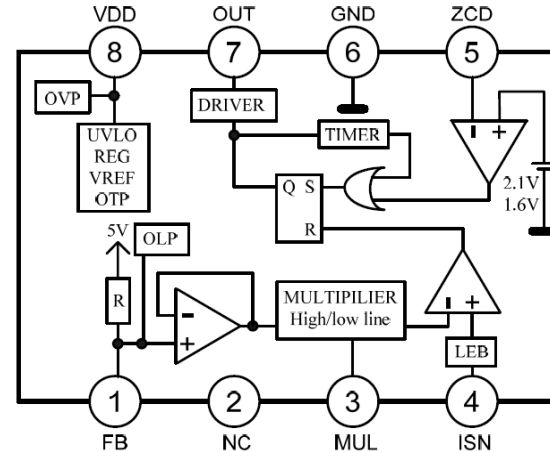 VDD OUT GND ZCD
8 7 6 5
OVP
DRIVER
UVLO
REG
VREF
OTP
TIMER
- +
2.1V
1.6V
Q S
R
5V
OLP
R
-
+
MULTIPILIER
High/low line
- +
LEB
1 2 3 4
FB NC MUL ISN